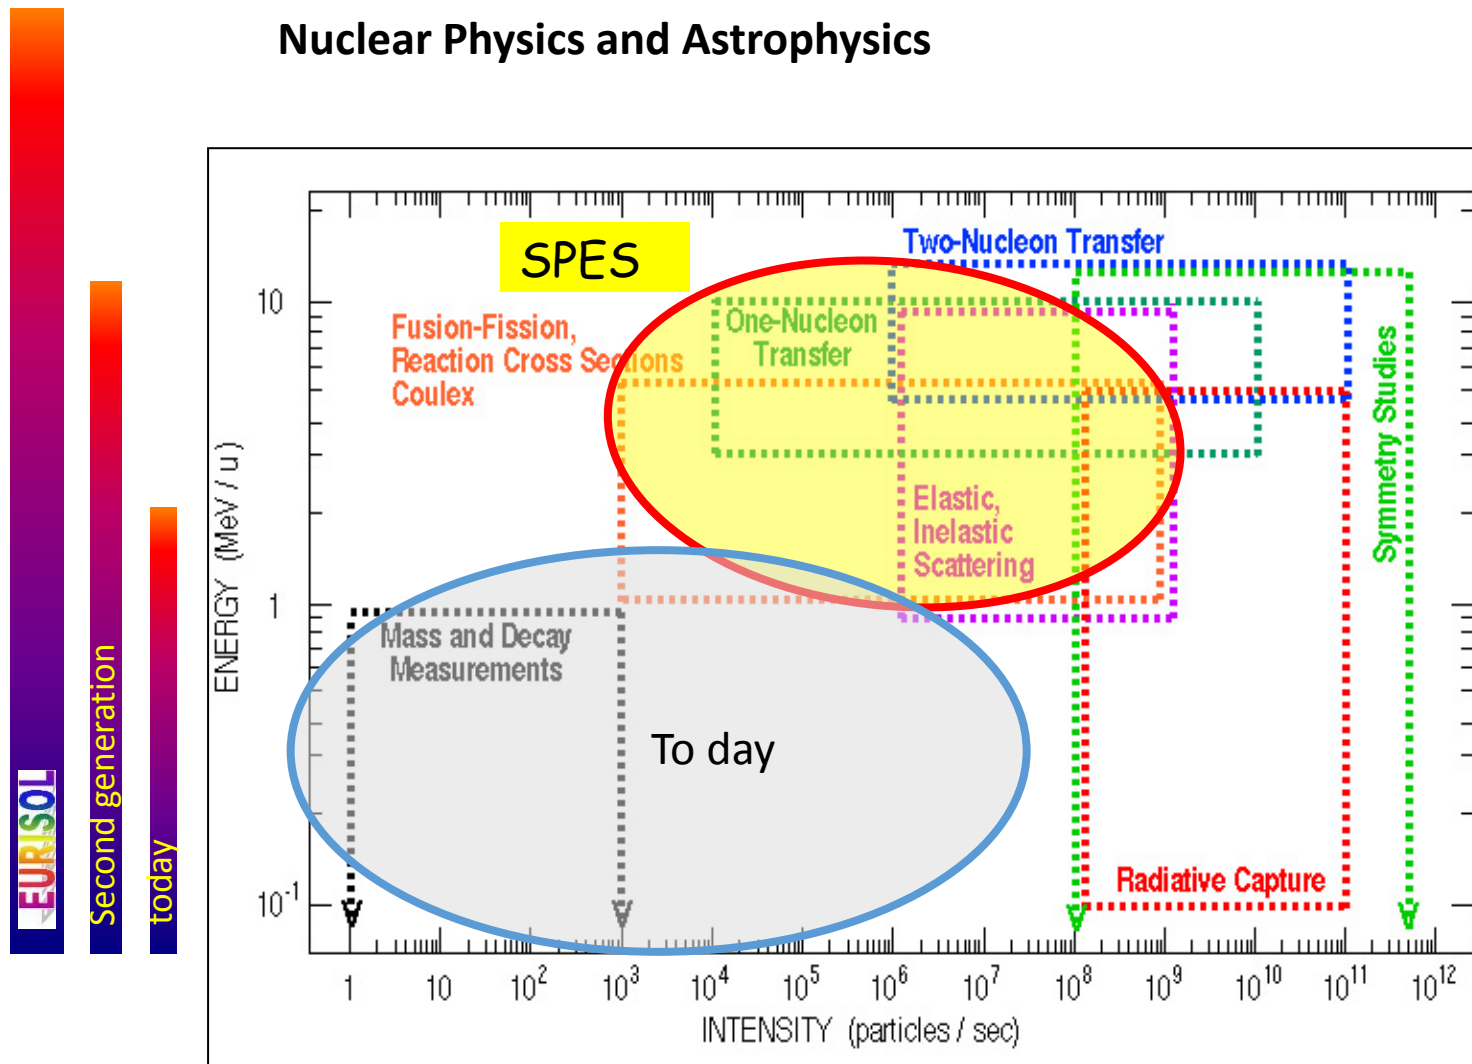 Nuclear Physics and Astrophysics
EURISOL
Second generation
today
SPES
Two-Nucleon Transfer
Fusion-Fission,
Reaction Cross Sections
Coulex
One-Nucleon
Transfer
Elastic,
Inelastic
Scattering
Symmetry Studies
Mass and Decay
Measurements
To day
Radiative Capture
ENERGY (MeV / u)
10
1
10⁻¹
1 10 10² 10³ 10⁴ 10⁵ 10⁶ 10⁷ 10⁸ 10⁹ 10¹⁰ 10¹¹ 10¹²
INTENSITY (particles / sec)